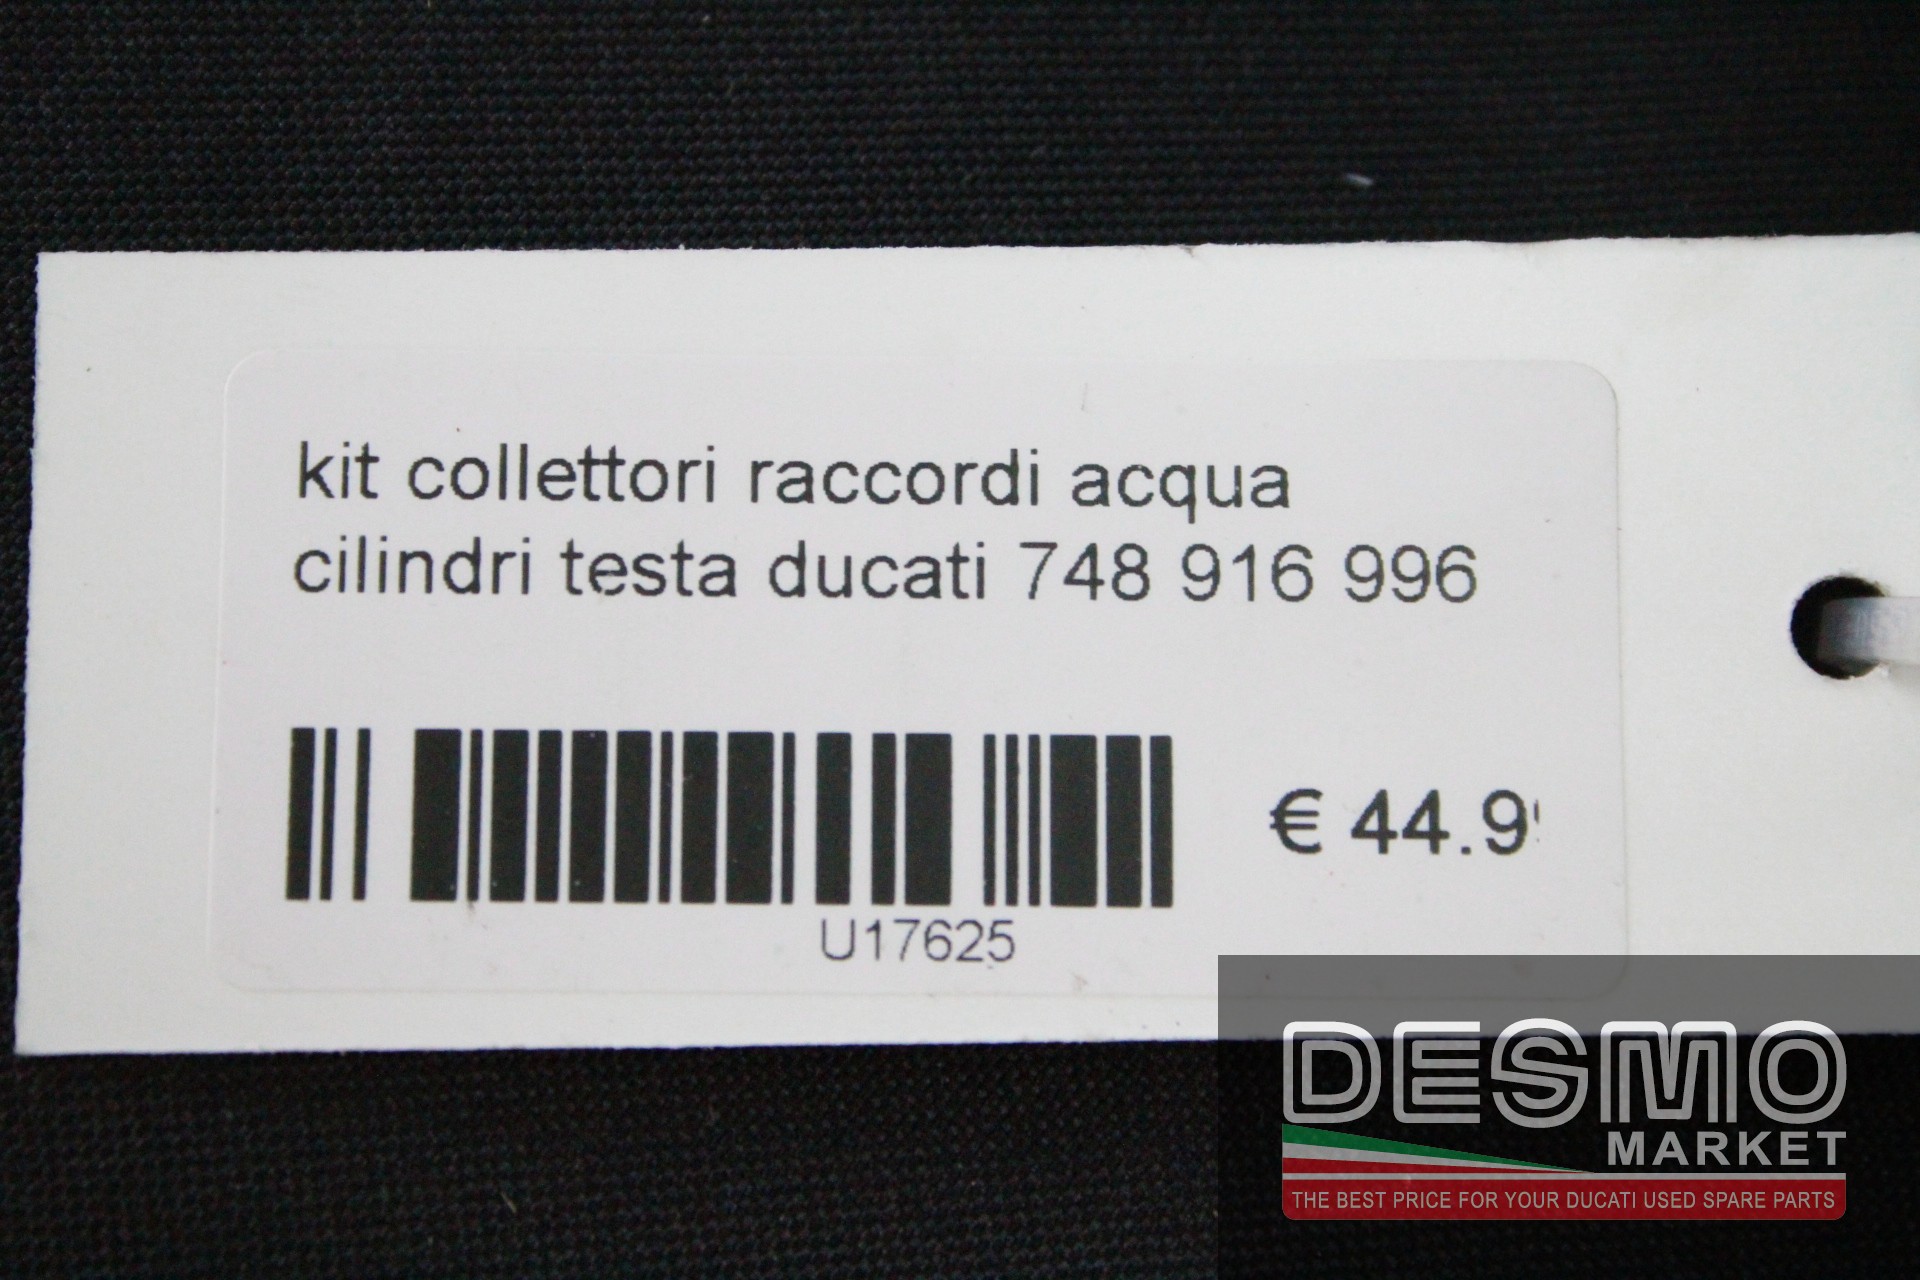 kit collettori raccordi acqua
cilindri testa ducati 748 916 996
€ 44.9
U17625
DESMO
MARKET
THE BEST PRICE FOR YOUR DUCATI USED SPARE PARTS